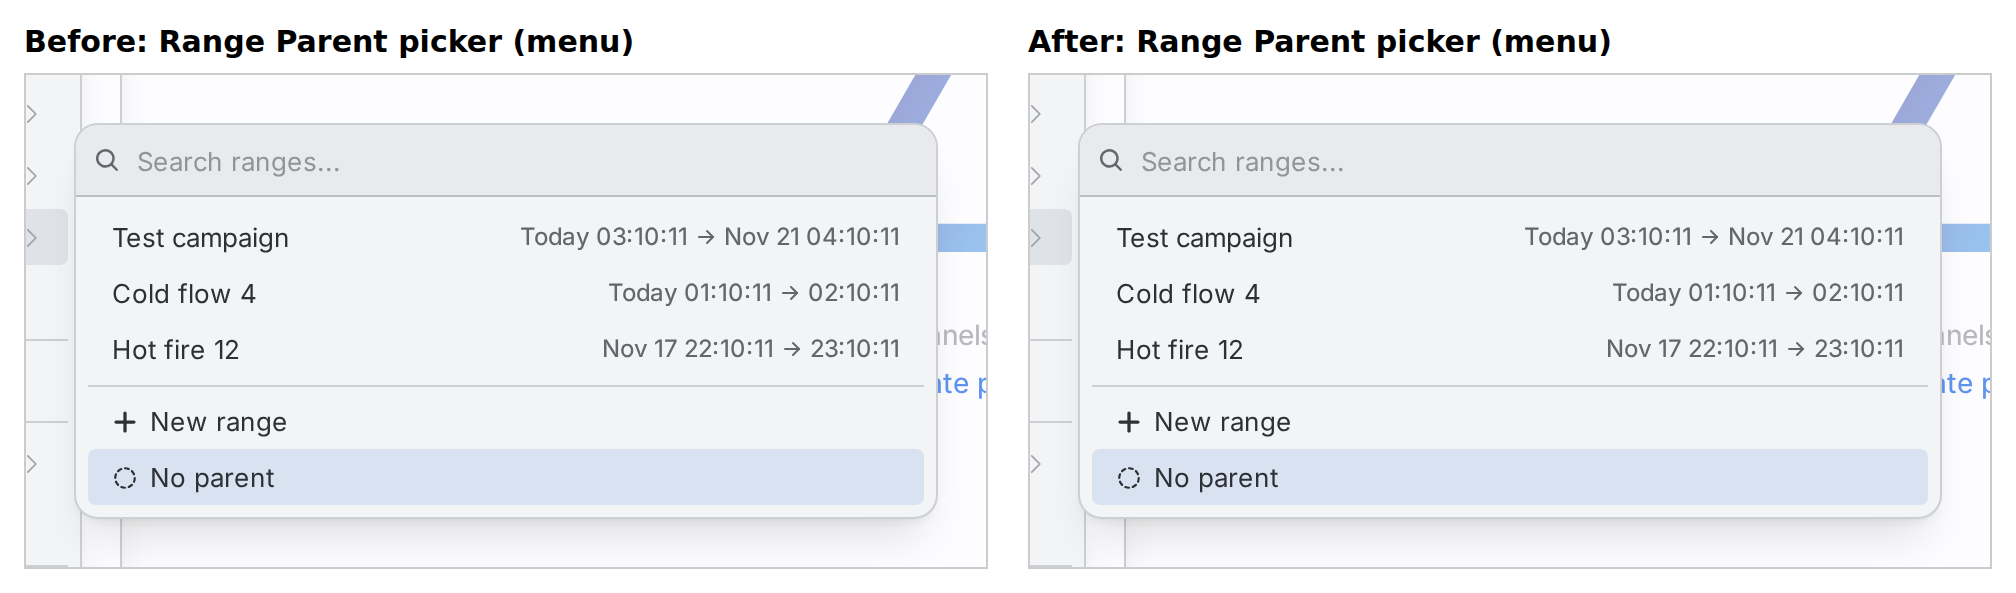 Before: Range Parent picker (menu)
Search ranges...
Test campaign Today 03:10:11 → Nov 21 04:10:11
Cold flow 4 Today 01:10:11 → 02:10:11
Hot fire 12 Nov 17 22:10:11 → 23:10:11
New range
No parent
After: Range Parent picker (menu)
Search ranges...
Test campaign Today 03:10:11 → Nov 21 04:10:11
Cold flow 4 Today 01:10:11 → 02:10:11
Hot fire 12 Nov 17 22:10:11 → 23:10:11
New range
No parent